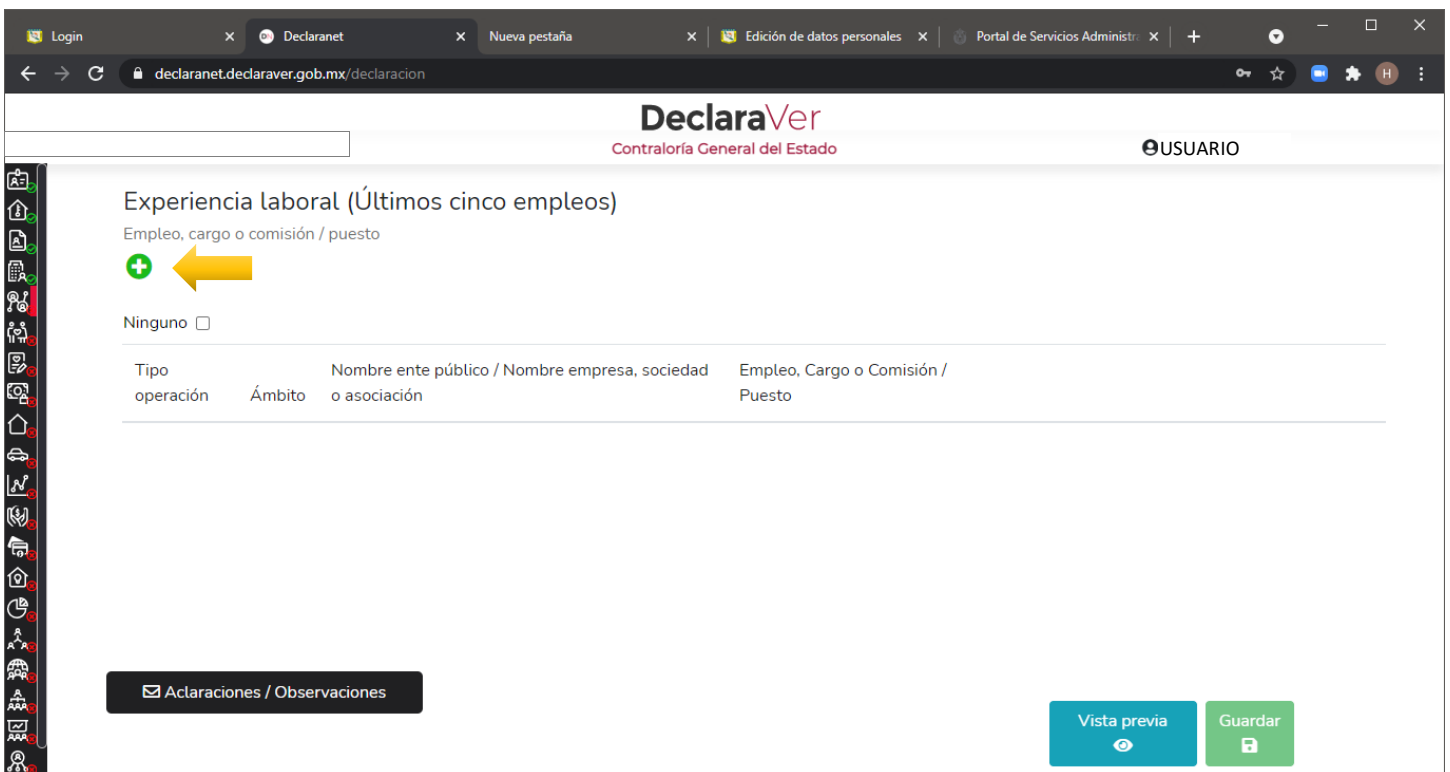 Login
Declaranet
Nueva pestaña
Edición de datos personales
Portal de Servicios Administr
declaranet.declaraver.gob.mx/declaracion
H
DeclaraVer
Contraloría General del Estado
USUARIO
Experiencia laboral (Últimos cinco empleos)
Empleo, cargo o comisión / puesto
Ninguno
Tipo operación
Ámbito
Nombre ente público / Nombre empresa, sociedad
o asociación
Empleo, Cargo o Comisión /
Puesto
Aclaraciones / Observaciones
Vista previa
Guardar